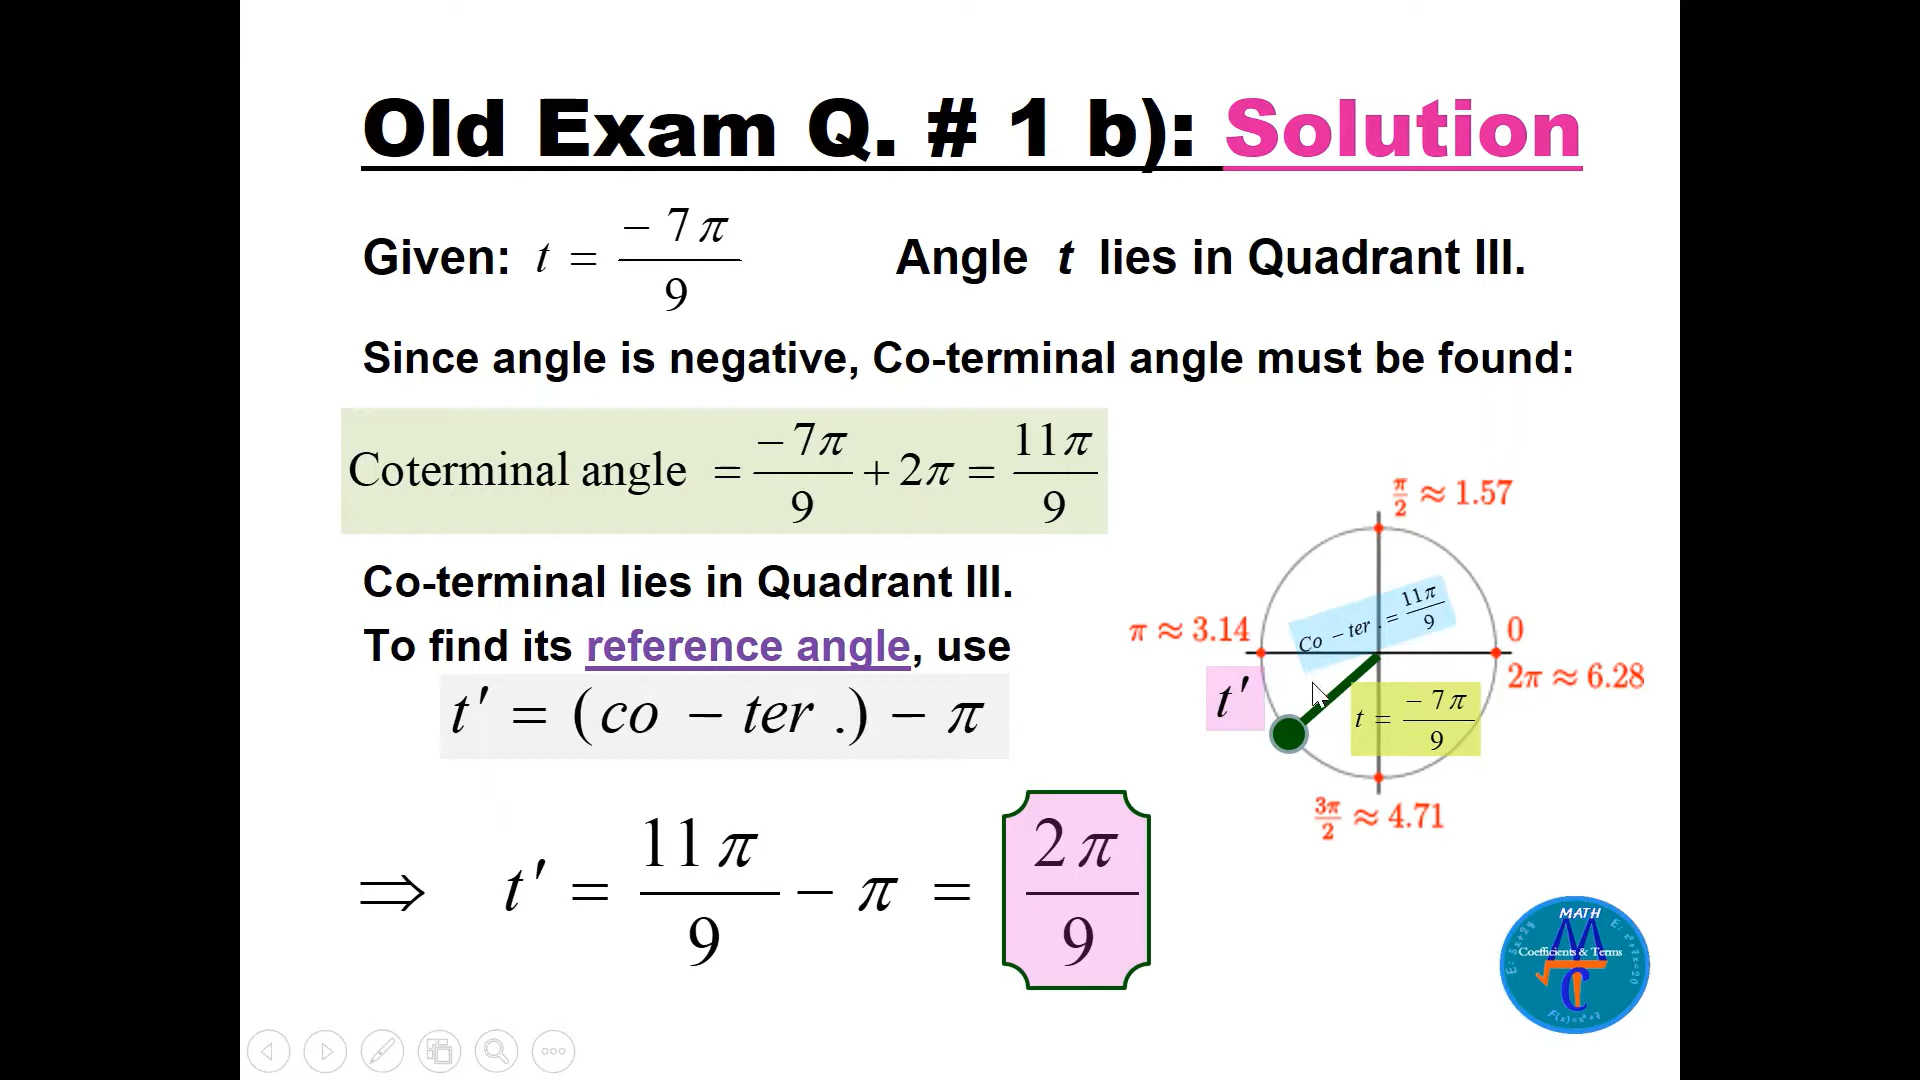 Old Exam Q. # 1 b): Solution
Given: t = -7π/9 Angle t lies in Quadrant III.
Since angle is negative, Co-terminal angle must be found:
Coterminal angle = -7π/9 + 2π = 11π/9
Co-terminal lies in Quadrant III.
To find its reference angle, use
t′ = (co - ter .) - π
⇒ t′ = 11π/9 - π = 2π/9
π/2 ≈ 1.57
Co - ter . = 11π/9
π ≈ 3.14
0
2π ≈ 6.28
t′
t = -7π/9
3π/2 ≈ 4.71
MATH
Coefficients & Terms